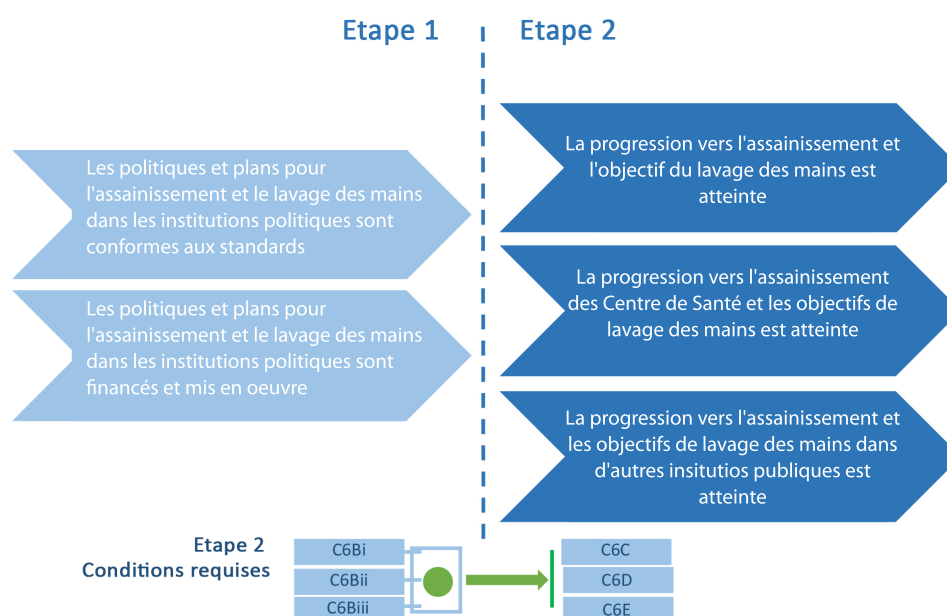 Etape 1
Etape 2
Les politiques et plans pour
l'assainissement et le lavage des mains
dans les institutions politiques sont
conformes aux standards
Les politiques et plans pour
l'assainissement et le lavage des mains
dans les institutions politiques sont
financés et mis en oeuvre
La progression vers l'assainissement et
l'objectif du lavage des mains est
atteinte
La progression vers l'assainissement
des Centre de Santé et les objectifs de
lavage des mains est atteinte
La progression vers l'assainissement et
les objectifs de lavage des mains dans
d'autres insitutios publiques est
atteinte
Etape 2
Conditions requises
C6Bi
C6Bii
C6Biii
C6C
C6D
C6E